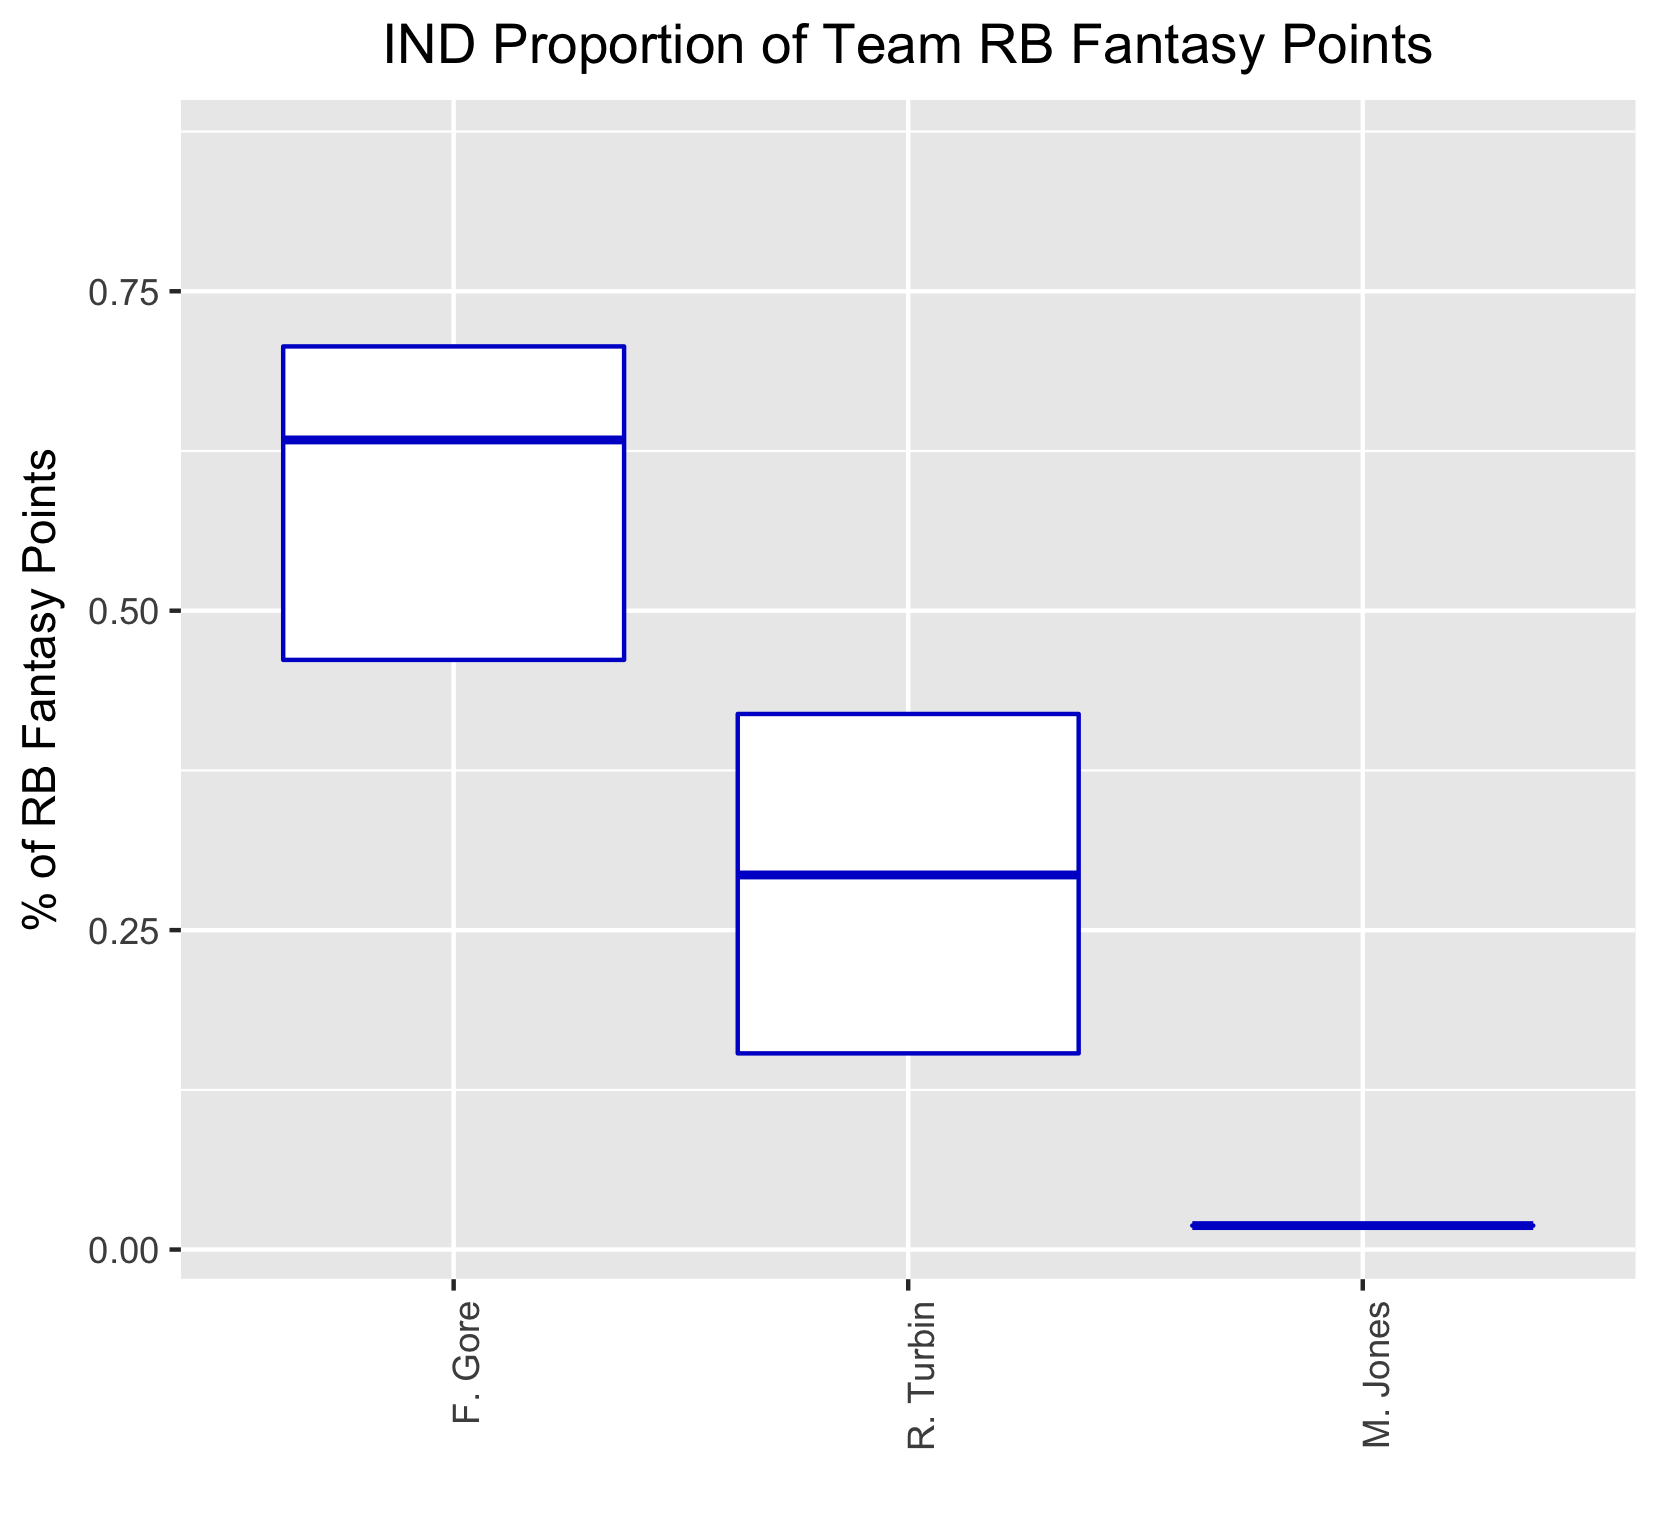 IND Proportion of Team RB Fantasy Points
% of RB Fantasy Points
0.75
0.50
0.25
0.00
F. Gore
R. Turbin
M. Jones